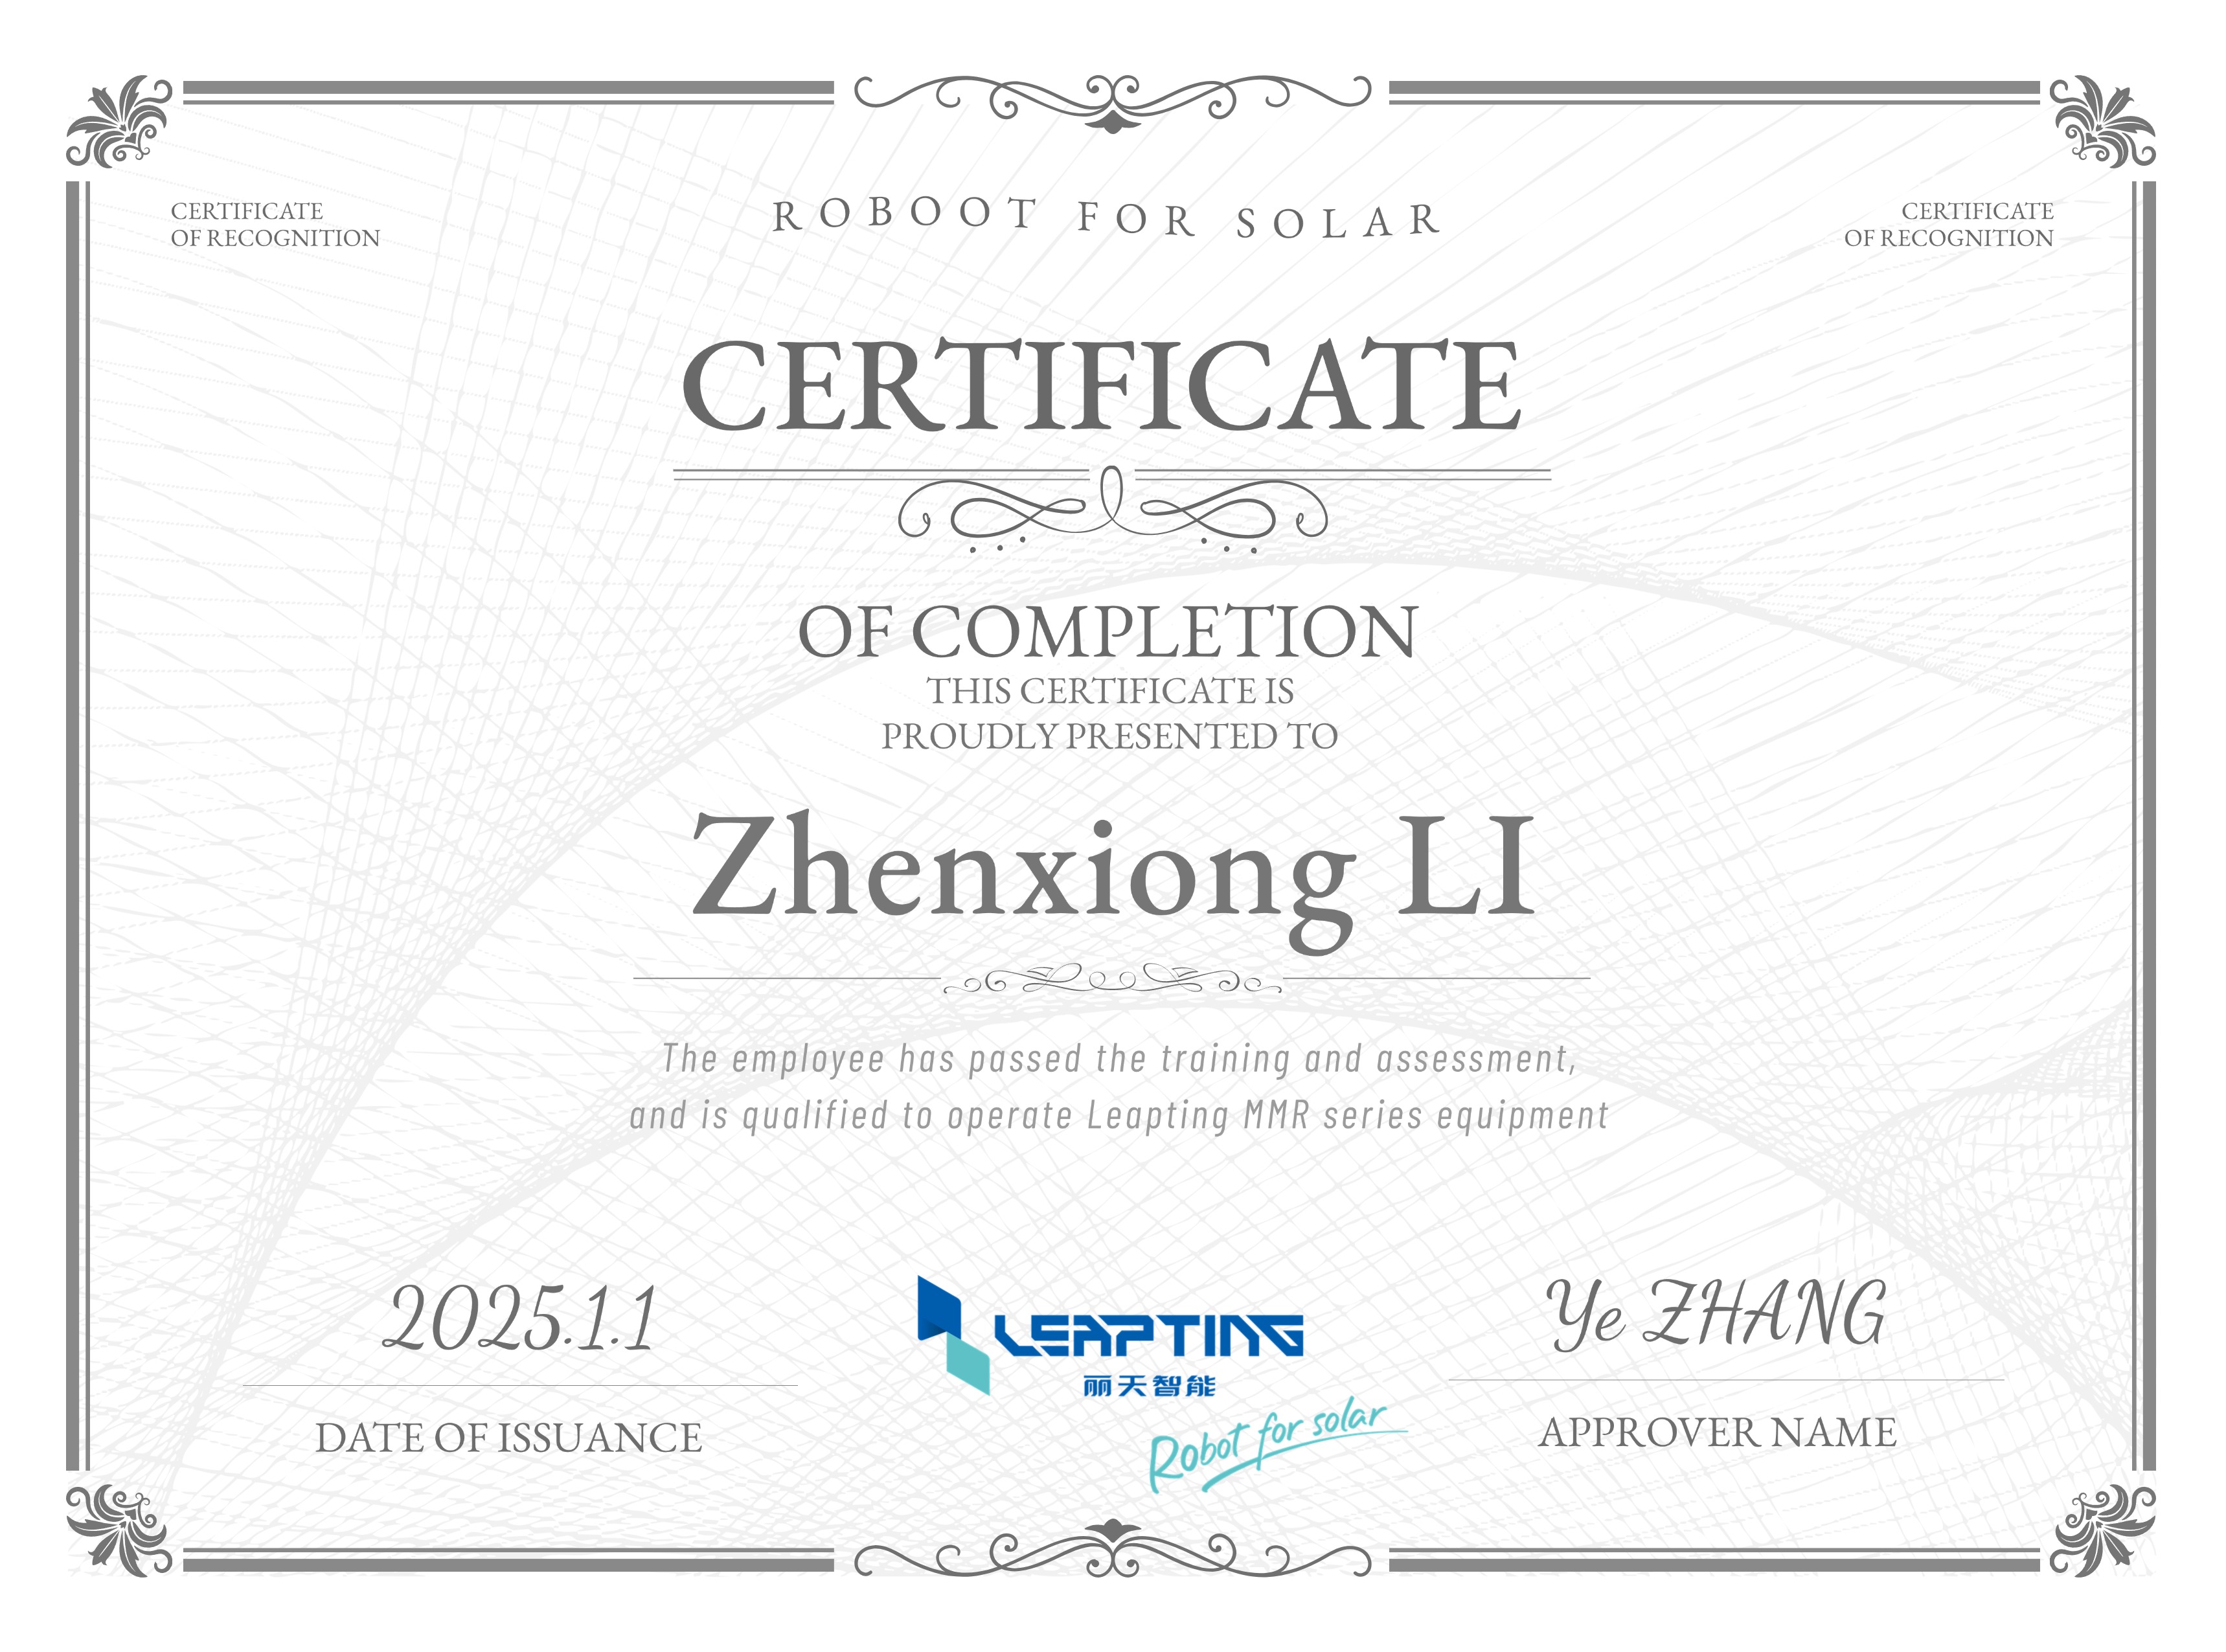 ROBOOT FOR SOLAR
CERTIFICATE
OF RECOGNITION
CERTIFICATE
OF RECOGNITION
CERTIFICATE
OF COMPLETION
THIS CERTIFICATE IS
PROUDLY PRESENTED TO
Zhenxiong LI
The employee has passed the training and assessment,
and is qualified to operate Leapting MMR series equipment
2025.1.1
DATE OF ISSUANCE
LEAPTING
丽天智能
Robot for solar
Ye ZHANG
APPROVER NAME